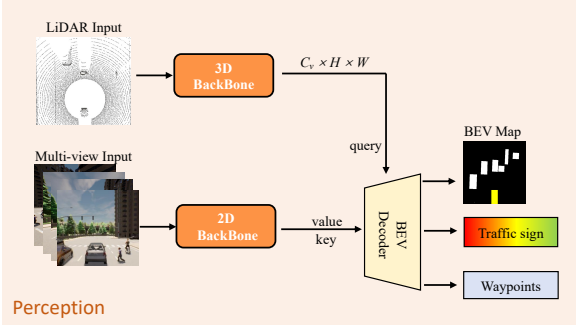 LiDAR Input
3D
BackBone
C_v × H × W
query
Multi-view Input
2D
BackBone
value
key
BEV
Decoder
BEV Map
Traffic sign
Waypoints
Perception